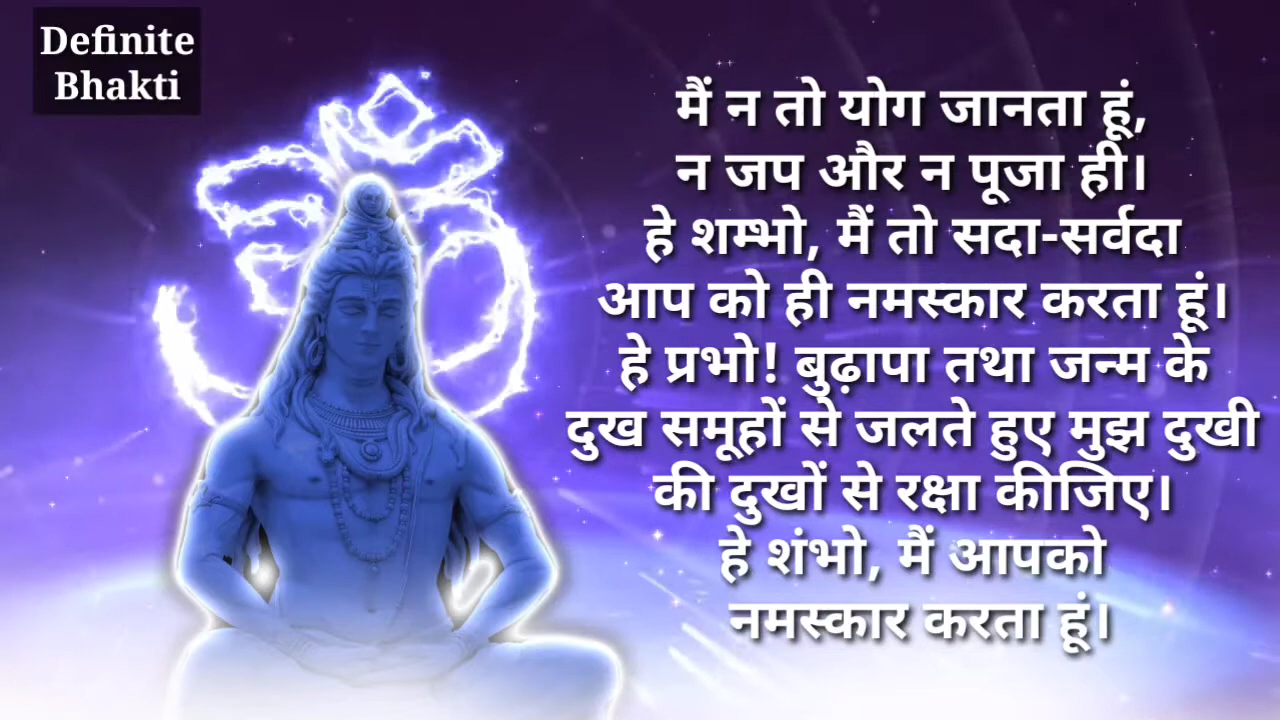 Definite
Bhakti
मैं न तो योग जानता हूं,
न जप और न पूजा ही।
हे शम्भो, मैं तो सदा-सर्वदा
आप को ही नमस्कार करता हूं।
हे प्रभो! बुढ़ापा तथा जन्म के
दुख समूहों से जलते हुए मुझ दुखी
की दुखों से रक्षा कीजिए।
हे शंभो, मैं आपको
नमस्कार करता हूं।